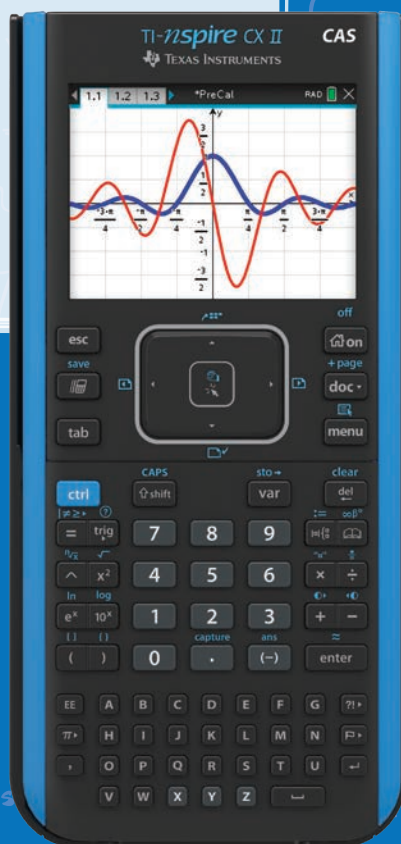 TI-nspire CX II CAS
TEXAS INSTRUMENTS
1.1 1.2 1.3 *PreCal RAD
y
3
2
1
2
x
-3·π
4
-π
2
-π
4
π
4
π
2
3·π
4
-1
2
-1
-3
2
off
esc on
save +page
doc
tab menu
CAPS sto→ clear
ctrl shift var del
|≠≥▸ ? := ∞β°
= trig 7 8 9
ⁿ√x √ "∞"
^ x² 4 5 6 × ÷
ln log
eˣ 10ˣ 1 2 3 + −
[ ] { } capture ans ≈
( ) 0 . (−) enter
EE A B C D E F G ?!▸
π▸ H I J K L M N
, O P Q R S T U ↵
V W X Y Z